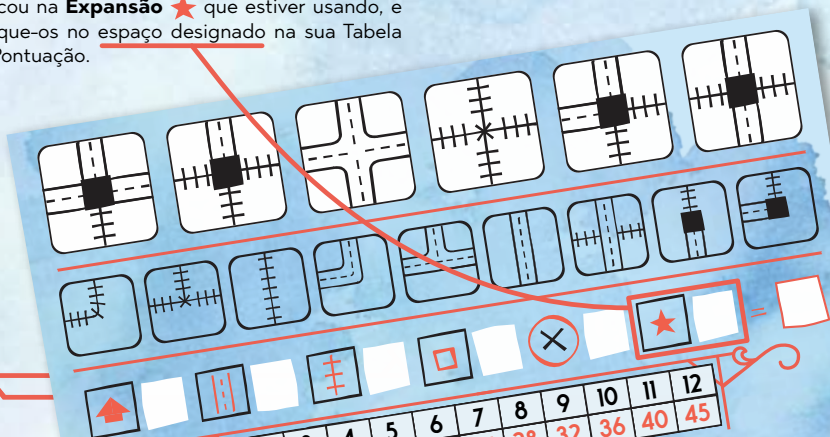 cou na Expansão ★ que estiver usando, e
que-os no espaço designado na sua Tabela
Pontuação.
=
4 5 6 7 8 9 10 11 12
32 36 40 45